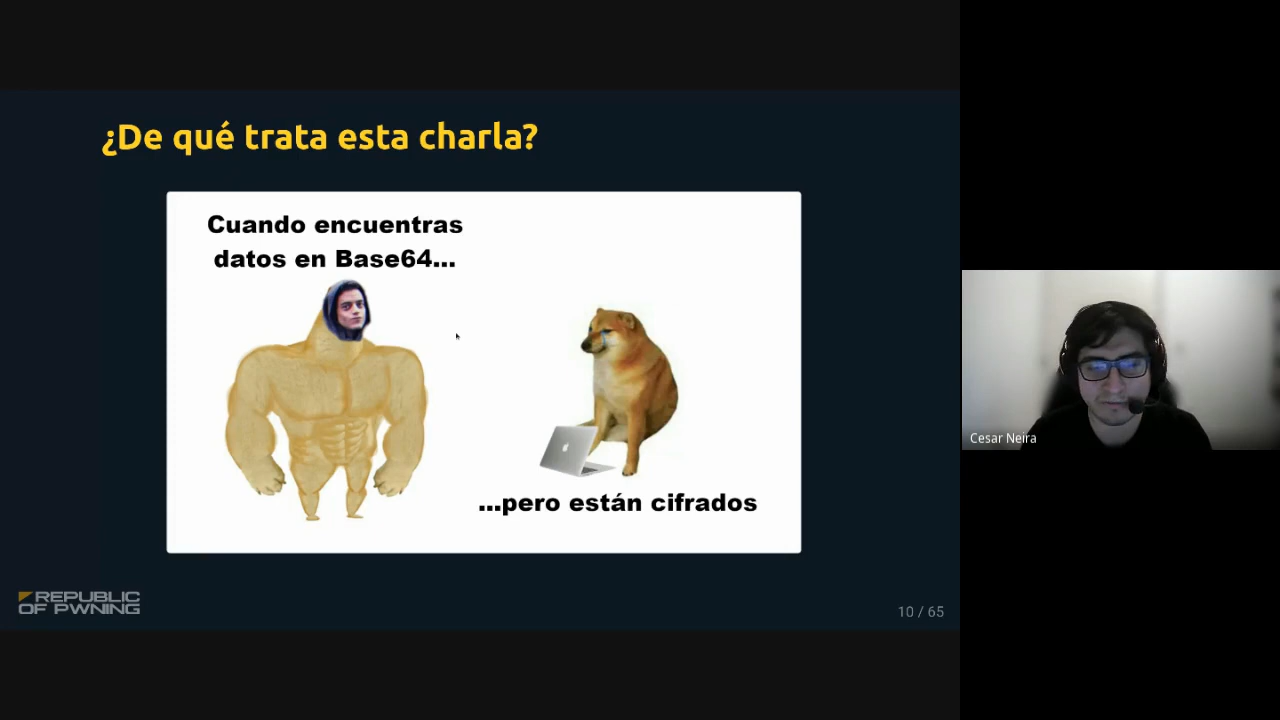 ¿De qué trata esta charla?
Cuando encuentras
datos en Base64...
...pero están cifrados
REPUBLIC
OF PWNING
10 / 65
Cesar Neira